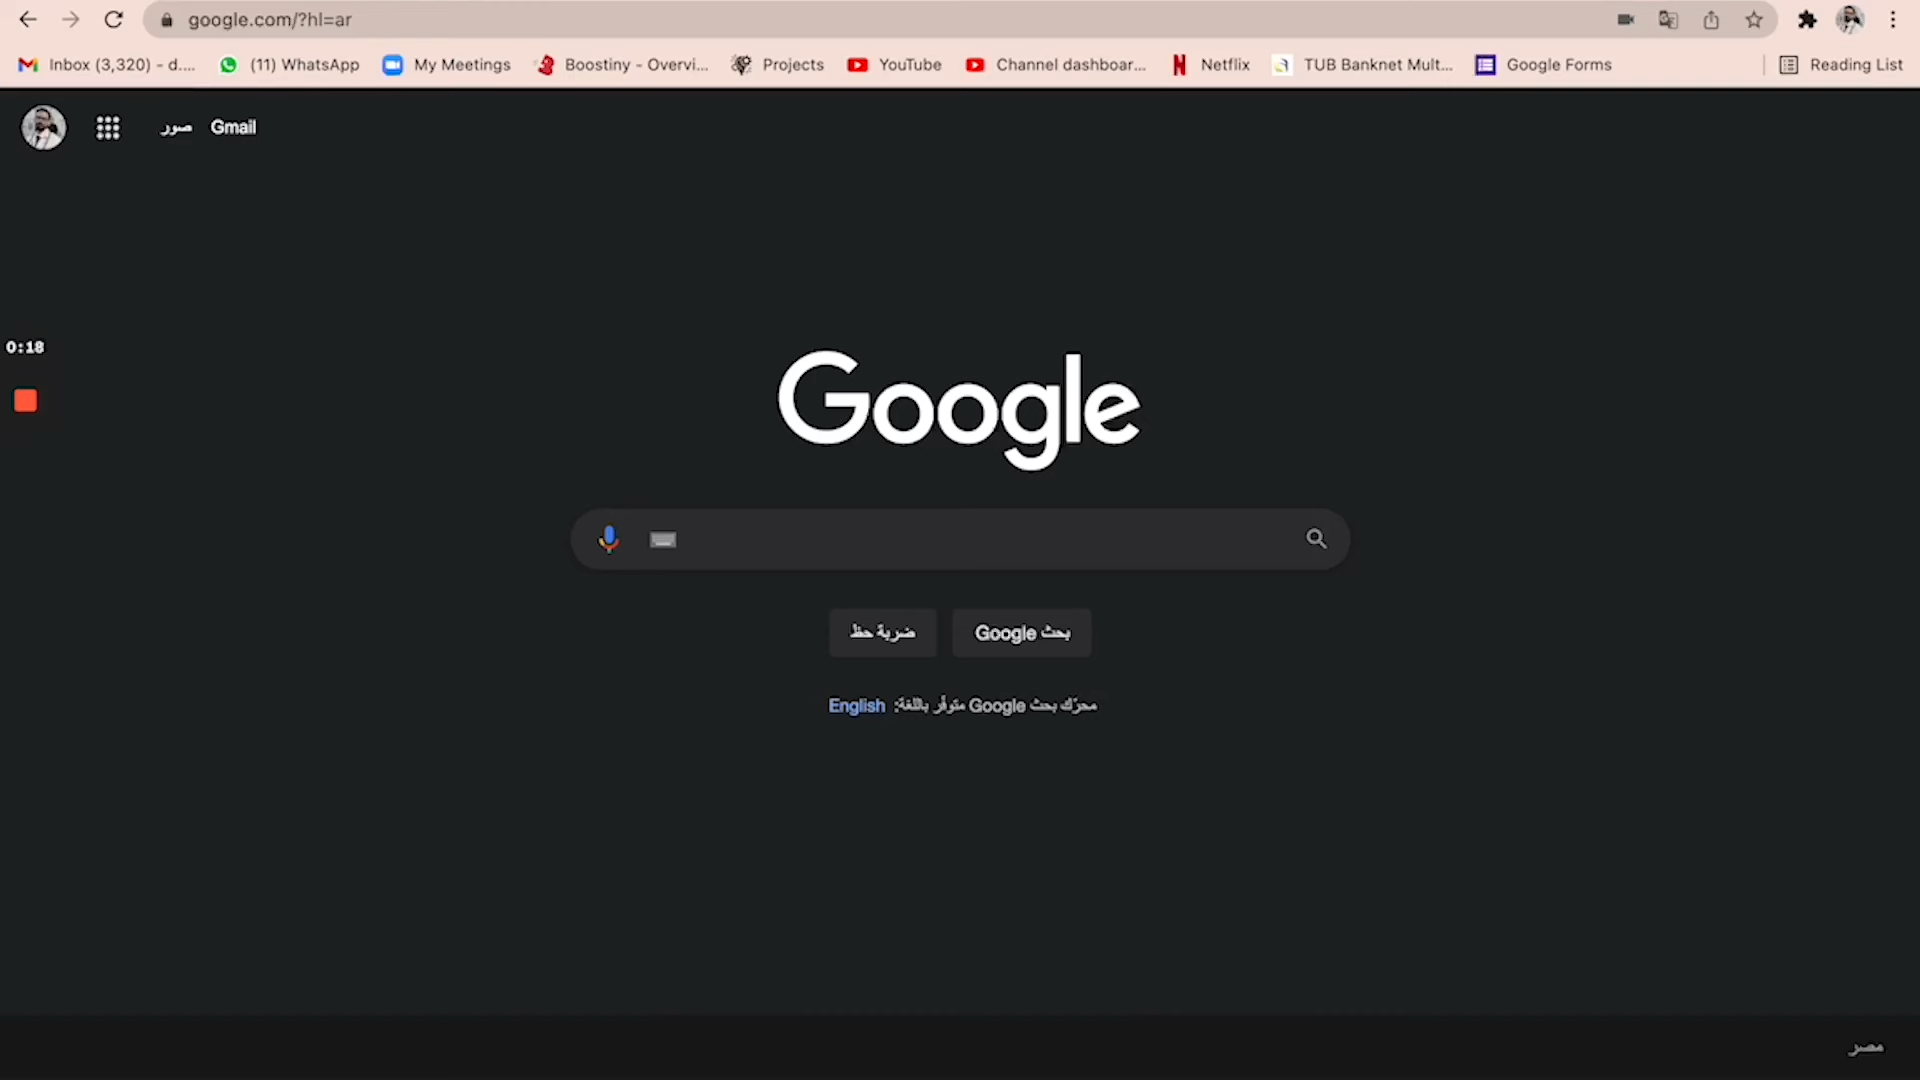 google.com/?hl=ar
Inbox (3,320) - d....
(11) WhatsApp
My Meetings
Boostiny - Overvi...
Projects
YouTube
Channel dashboar...
Netflix
TUB Banknet Mult...
Google Forms
Reading List
صور
Gmail
0:18
Google
بحث Google
ضربة حظ
محرّك بحث Google متوفّر باللغة: English
مصر